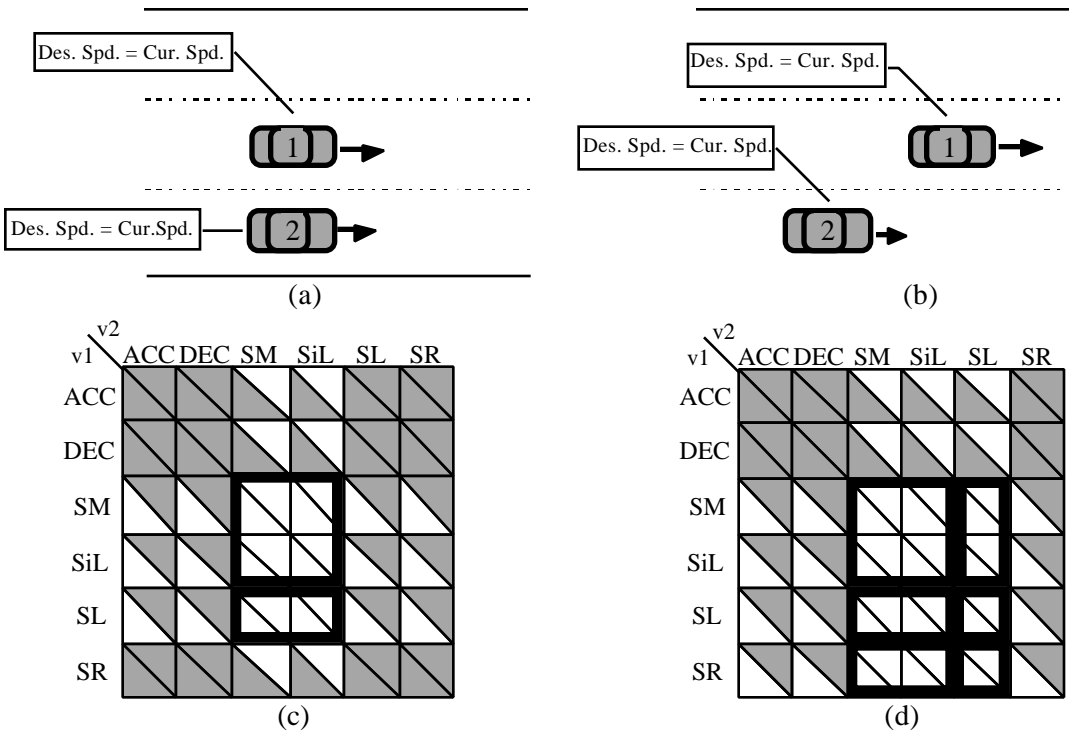 Des. Spd. = Cur. Spd.
1
Des. Spd. = Cur.Spd.
2
(a)
Des. Spd. = Cur. Spd.
Des. Spd. = Cur. Spd.
1
2
(b)
v2
v1 ACC DEC SM SiL SL SR
ACC
DEC
SM
SiL
SL
SR
(c)
v2
v1 ACC DEC SM SiL SL SR
ACC
DEC
SM
SiL
SL
SR
(d)